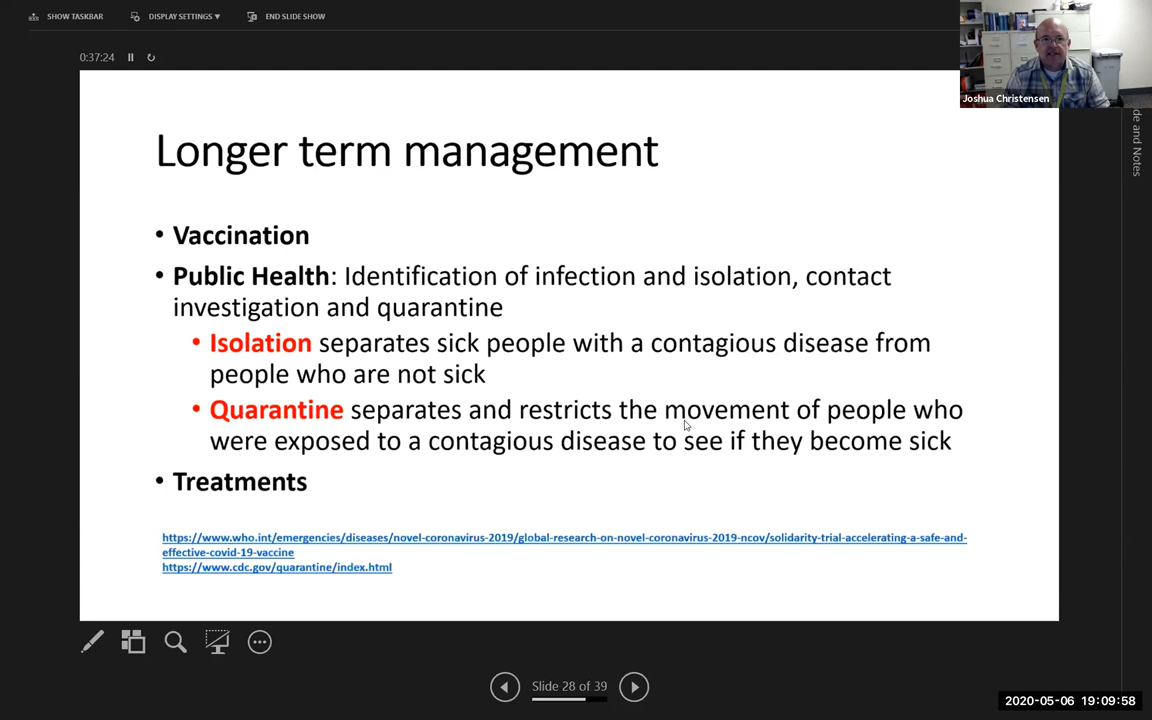 SHOW TASKBAR
DISPLAY SETTINGS ▼
END SLIDE SHOW
0:37:24
Joshua Christensen
de and Notes
Longer term management
• Vaccination
• Public Health: Identification of infection and isolation, contact
investigation and quarantine
• Isolation separates sick people with a contagious disease from
people who are not sick
• Quarantine separates and restricts the movement of people who
were exposed to a contagious disease to see if they become sick
• Treatments
https://www.who.int/emergencies/diseases/novel-coronavirus-2019/global-research-on-novel-coronavirus-2019-ncov/solidarity-trial-accelerating-a-safe-and-
effective-covid-19-vaccine
https://www.cdc.gov/quarantine/index.html
Slide 28 of 39
2020-05-06 19:09:58